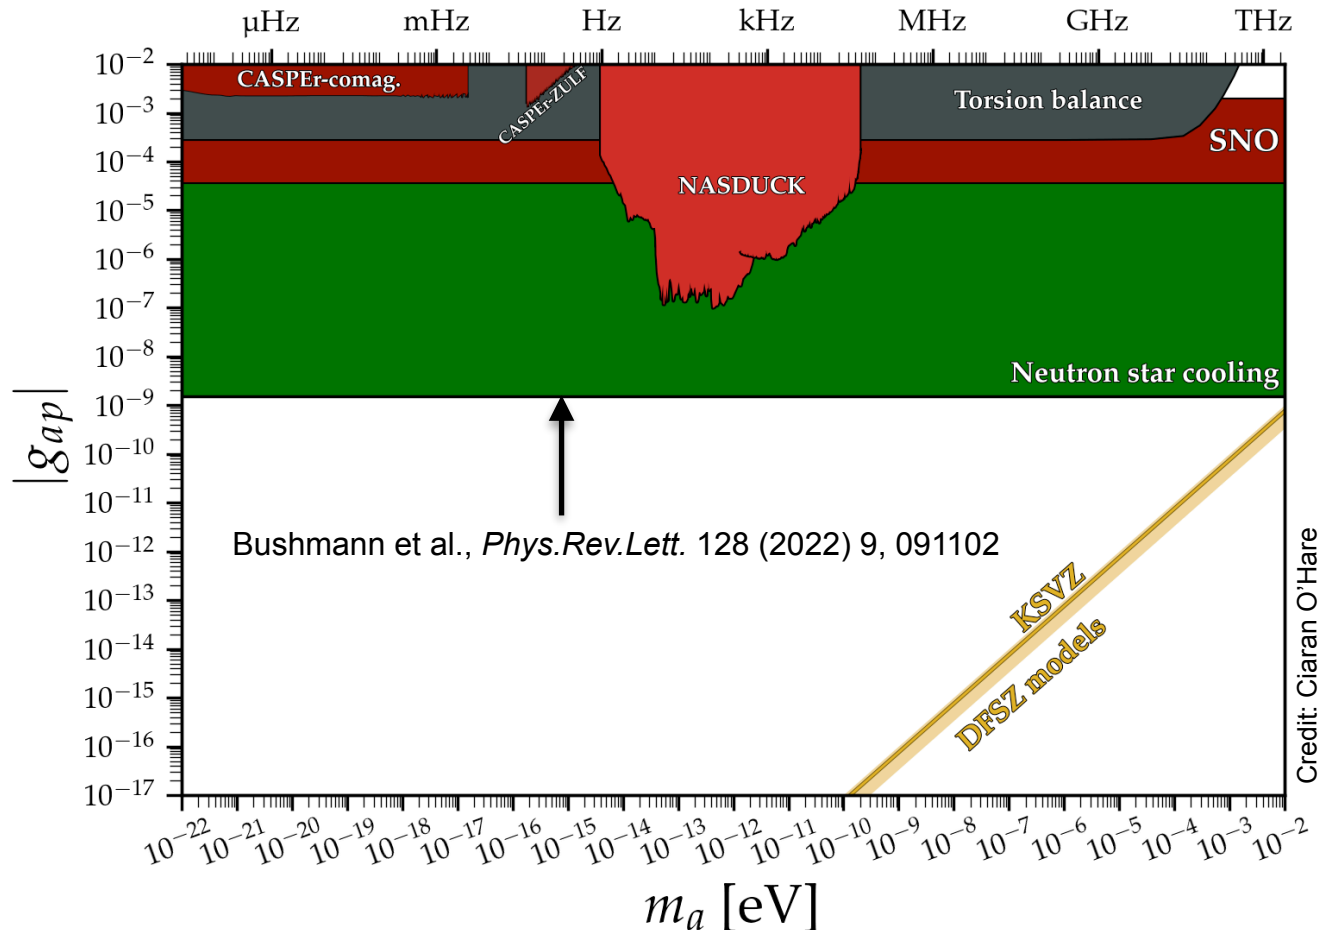 μHz mHz Hz kHz MHz GHz THz
10⁻²
10⁻³
10⁻⁴
10⁻⁵
10⁻⁶
10⁻⁷
10⁻⁸
10⁻⁹
10⁻¹⁰
10⁻¹¹
10⁻¹²
10⁻¹³
10⁻¹⁴
10⁻¹⁵
10⁻¹⁶
10⁻¹⁷
|g_ap|
CASPEr-comag.
CASPEr-ZULF
Torsion balance
SNO
NASDUCK
Neutron star cooling
Bushmann et al., Phys.Rev.Lett. 128 (2022) 9, 091102
KSVZ
DFSZ models
Credit: Ciaran O'Hare
10⁻²² 10⁻²¹ 10⁻²⁰ 10⁻¹⁹ 10⁻¹⁸ 10⁻¹⁷ 10⁻¹⁶ 10⁻¹⁵ 10⁻¹⁴ 10⁻¹³ 10⁻¹² 10⁻¹¹ 10⁻¹⁰ 10⁻⁹ 10⁻⁸ 10⁻⁷ 10⁻⁶ 10⁻⁵ 10⁻⁴ 10⁻³ 10⁻²
m_a [eV]